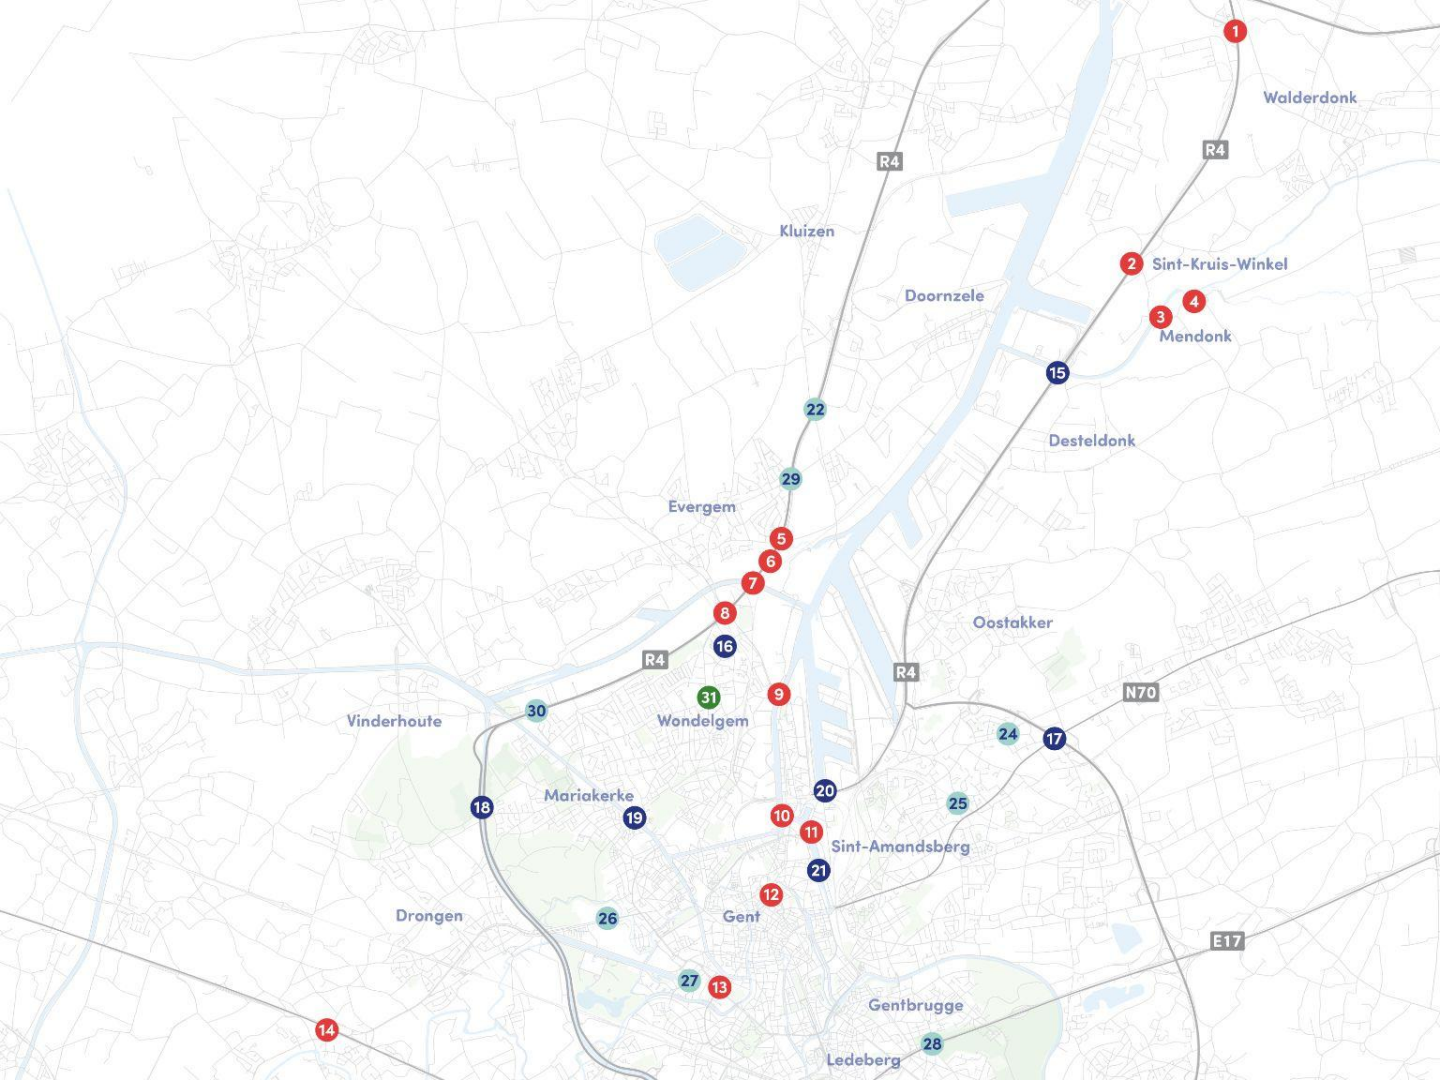 1
Walderdonk
R4
R4
Kluizen
2
Sint-Kruis-Winkel
Doornzele
4
3
Mendonk
15
22
Desteldonk
29
Evergem
5
6
7
8
Oostakker
16
R4
R4
31
9
N70
30
Vinderhoute
Wondelgem
24
17
20
Mariakerke
18
19
25
10
11
Sint-Amandsberg
21
12
Drongen
26
Gent
E17
27
13
Gentbrugge
14
28
Ledeberg